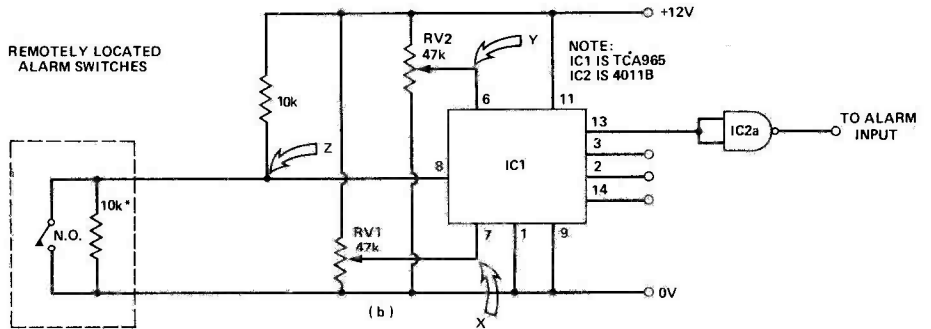 REMOTELY LOCATED
ALARM SWITCHES
+12V
RV2
47k
Y
NOTE:
IC1 IS TCA965
IC2 IS 4011B
10k
6
11
13
IC2a
TO ALARM
INPUT
Z
3
8
IC1
2
14
10k*
N.O.
RV1
47k
7
1
9
(b)
X
0V